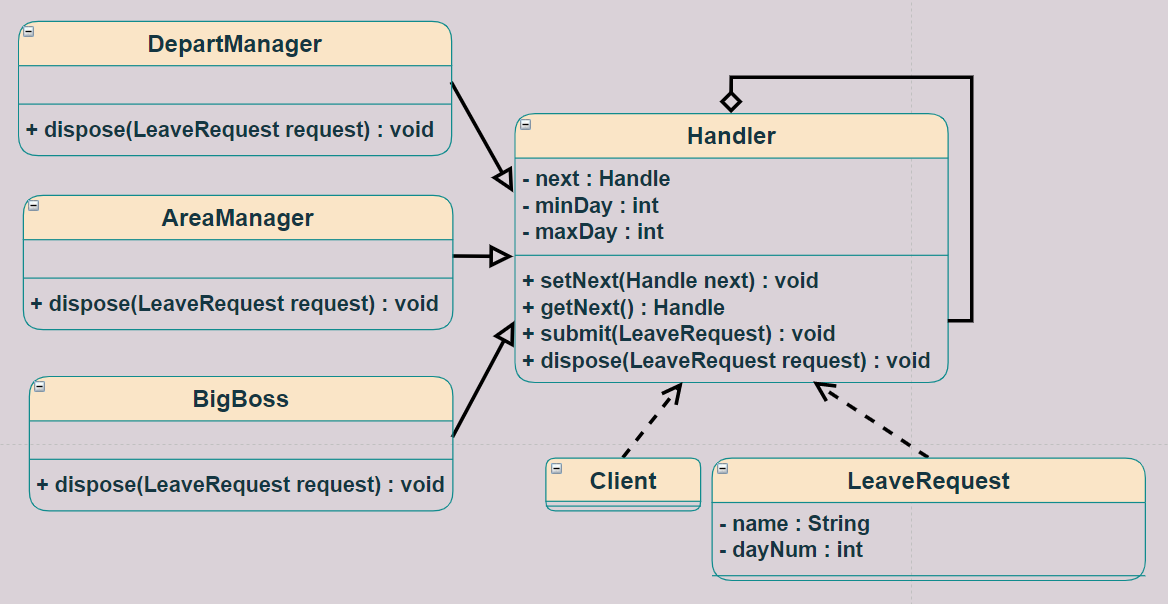 DepartManager
+ dispose(LeaveRequest request) : void
AreaManager
+ dispose(LeaveRequest request) : void
BigBoss
+ dispose(LeaveRequest request) : void
Handler
- next : Handle
- minDay : int
- maxDay : int
+ setNext(Handle next) : void
+ getNext() : Handle
+ submit(LeaveRequest) : void
+ dispose(LeaveRequest request) : void
Client
LeaveRequest
- name : String
- dayNum : int